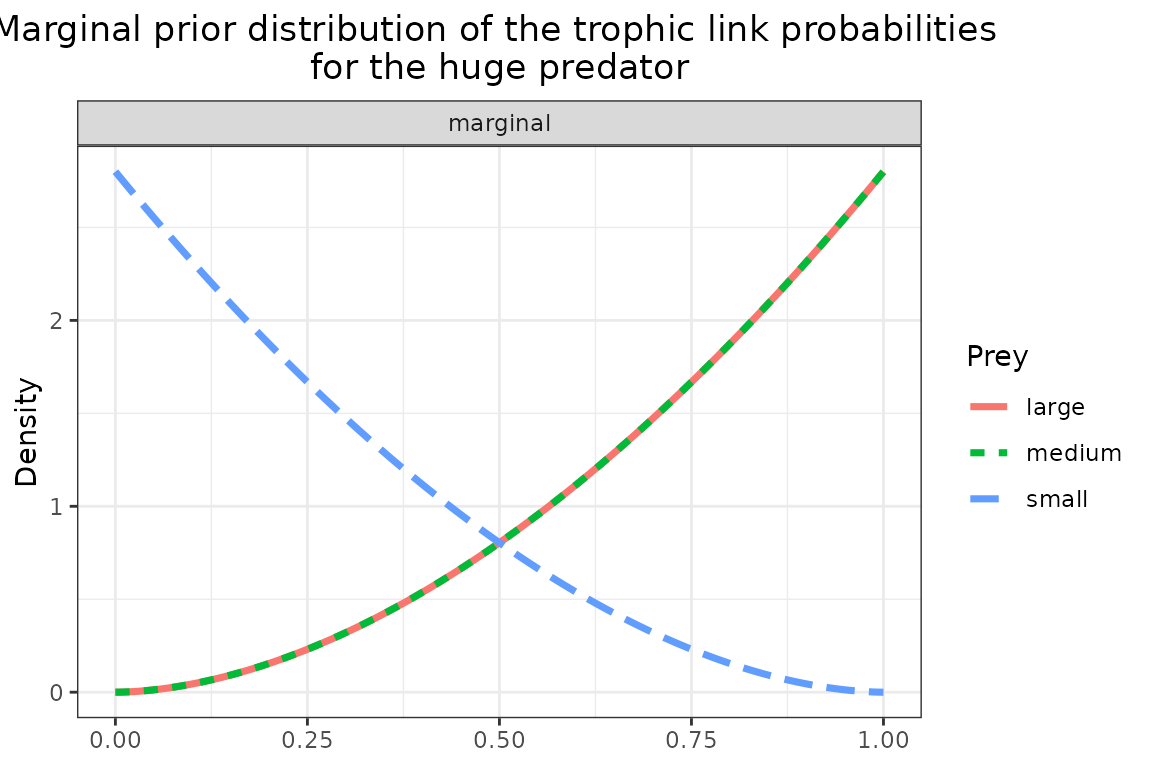 Marginal prior distribution of the trophic link probabilities
for the huge predator
marginal
Density
2
1
0
0.00 0.25 0.50 0.75 1.00
Prey
large
medium
small